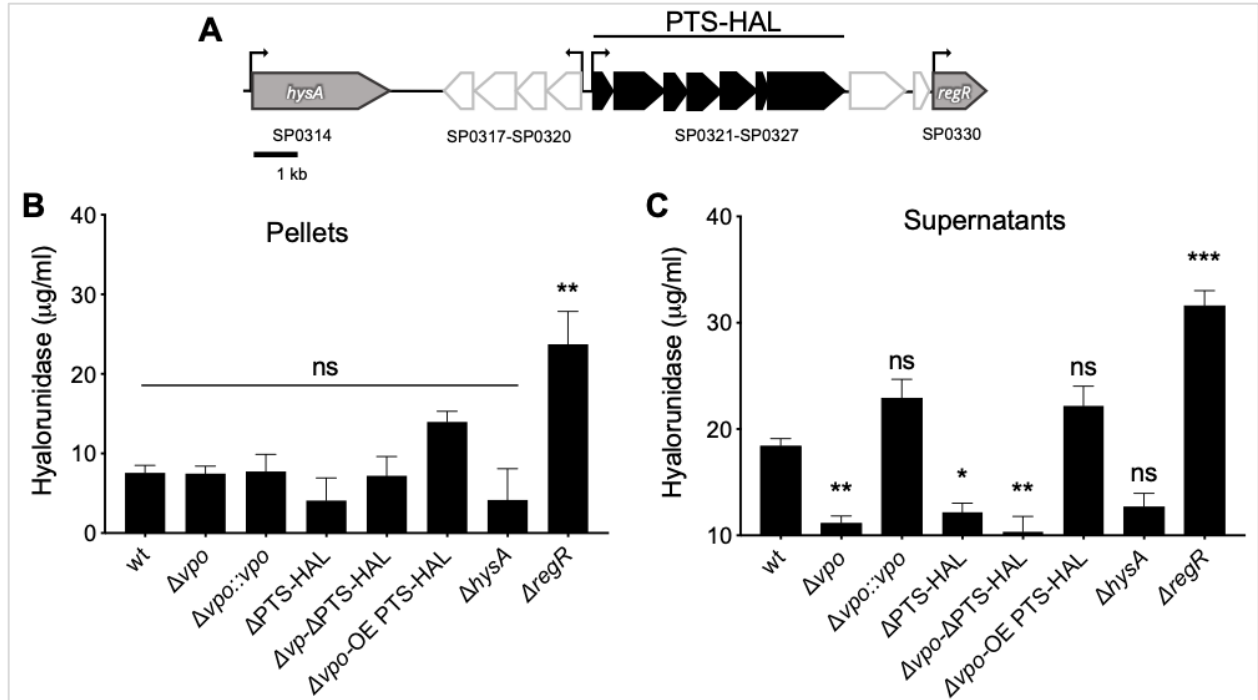 A
PTS-HAL
hysA
regR
SP0314
SP0317-SP0320
SP0321-SP0327
SP0330
1 kb
B
Pellets
Hyalorunidase (µg/ml)
40
30
20
10
0
ns
**
wt
Δvpo
Δvpo::vpo
ΔPTS-HAL
Δvp-ΔPTS-HAL
Δvpo-OE PTS-HAL
ΔhysA
ΔregR
C
Supernatants
Hyalorunidase (µg/ml)
40
30
20
10
**
ns
*
**
ns
ns
***
wt
Δvpo
Δvpo::vpo
ΔPTS-HAL
Δvpo-ΔPTS-HAL
Δvpo-OE PTS-HAL
ΔhysA
ΔregR